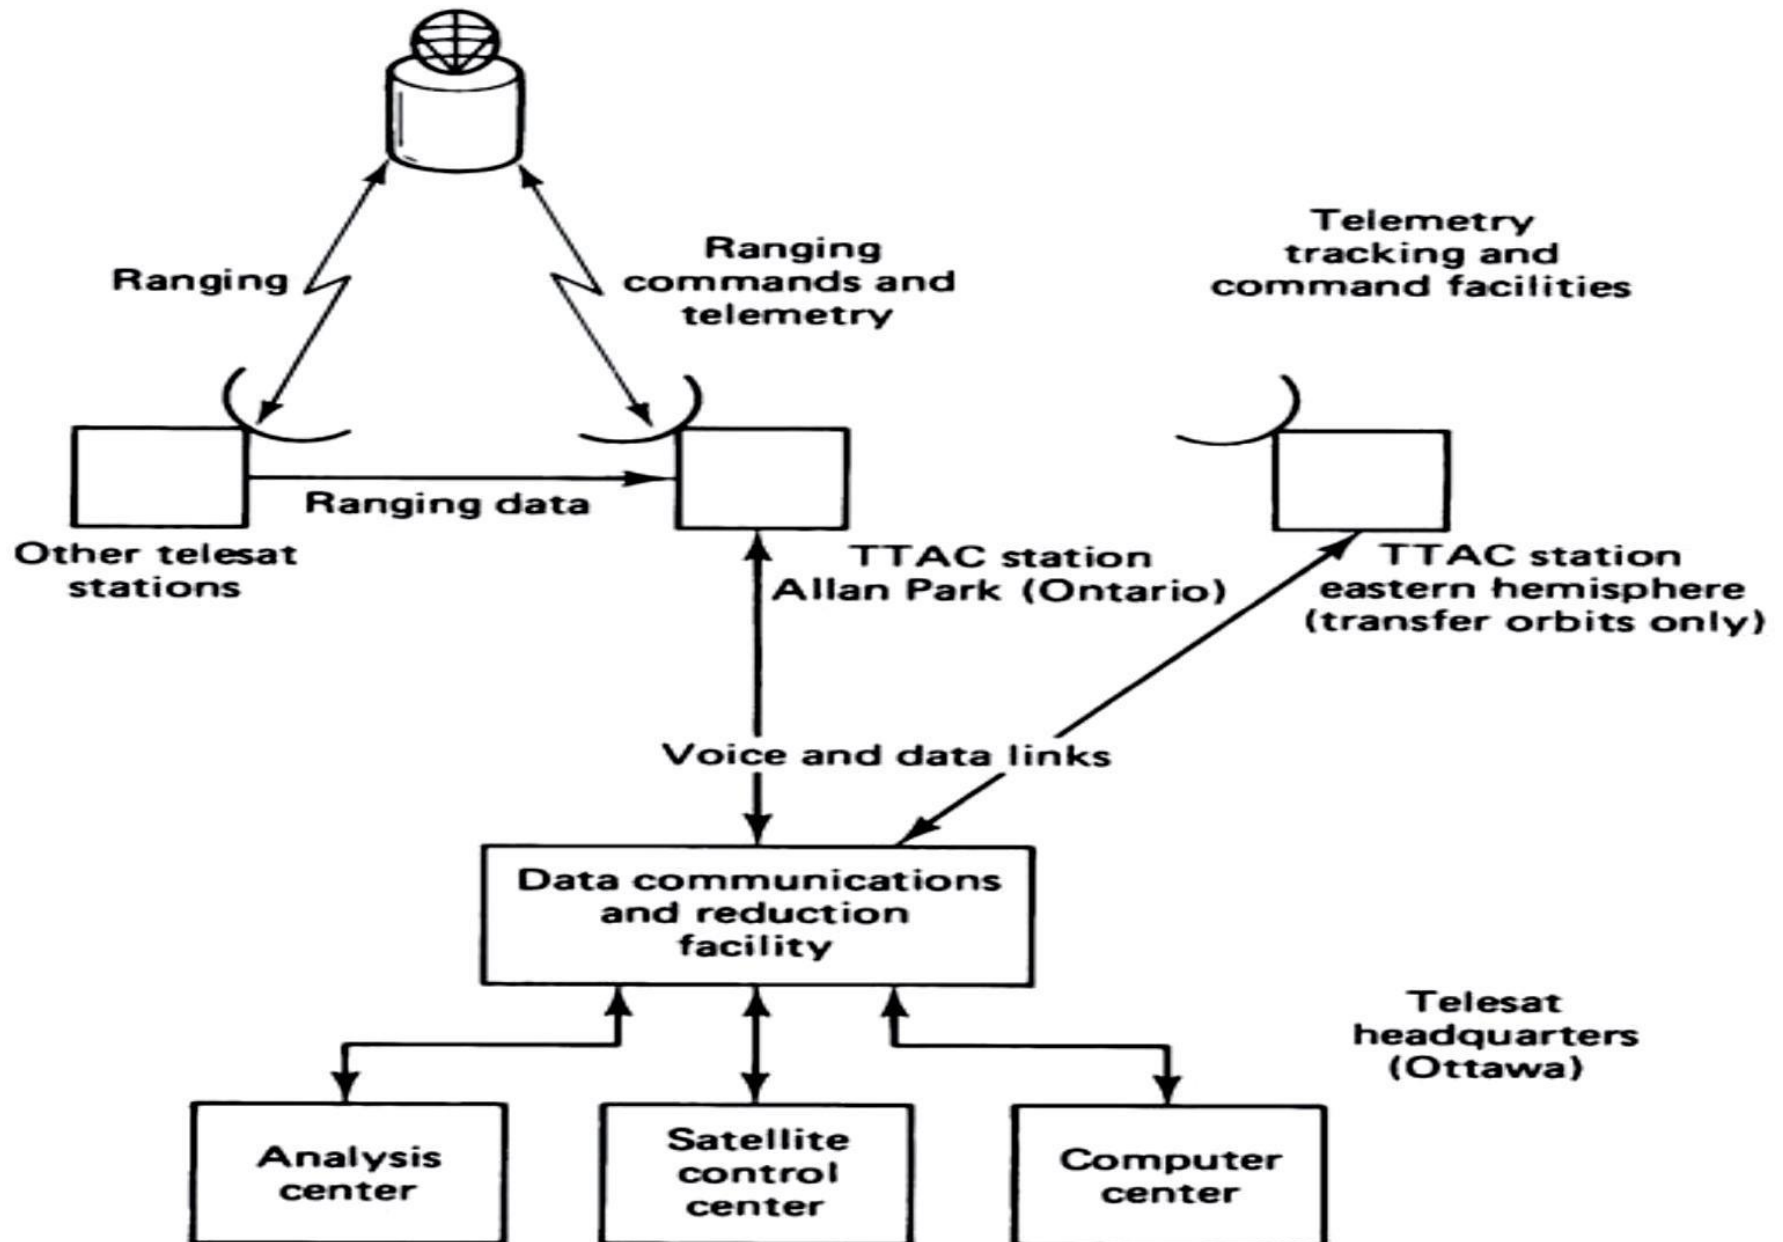 Ranging
Ranging
commands and
telemetry
Telemetry
tracking and
command facilities
Ranging data
Other telesat
stations
TTAC station
Allan Park (Ontario)
TTAC station
eastern hemisphere
(transfer orbits only)
Voice and data links
Data communications
and reduction
facility
Telesat
headquarters
(Ottawa)
Analysis
center
Satellite
control
center
Computer
center